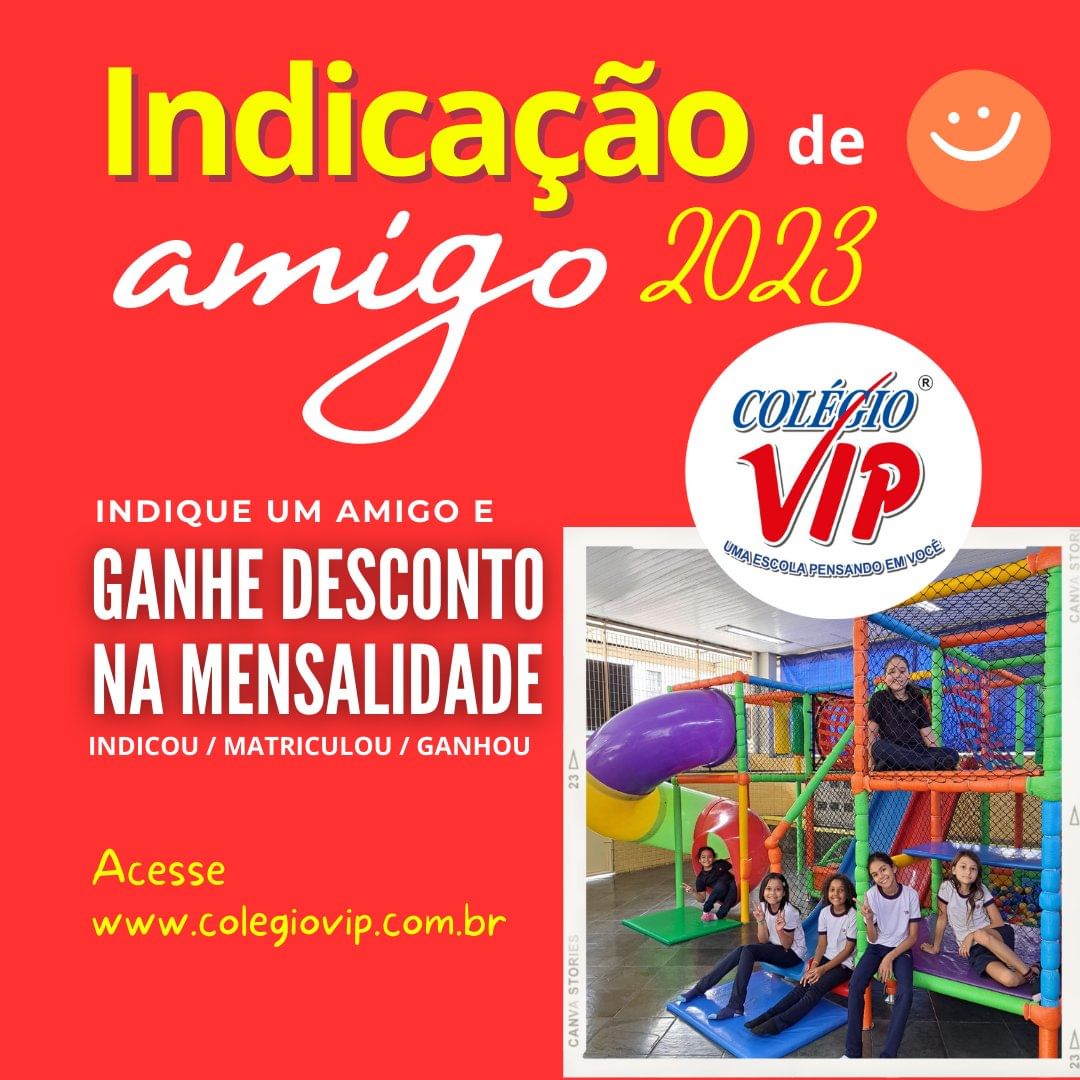 Indicação de
amigo 2023
COLÉGIO ®
VIP
UMA ESCOLA PENSANDO EM VOCÊ
INDIQUE UM AMIGO E
GANHE DESCONTO
NA MENSALIDADE
INDICOU / MATRICULOU / GANHOU
Acesse
www.colegiovip.com.br
CANVA STORIES
23
CANVA STORI
23